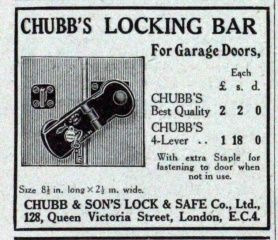 CHUBB'S LOCKING BAR
For Garage Doors,
Each
£ s. d.
CHUBB'S
Best Quality 2 2 0
CHUBB'S
4-Lever .. 1 18 0
With extra Staple for
fastening to door when
not in use.
Size 8½ in. long × 2½ in. wide.
CHUBB & SON'S LOCK & SAFE Co., Ltd.,
128, Queen Victoria Street, London, E.C.4.